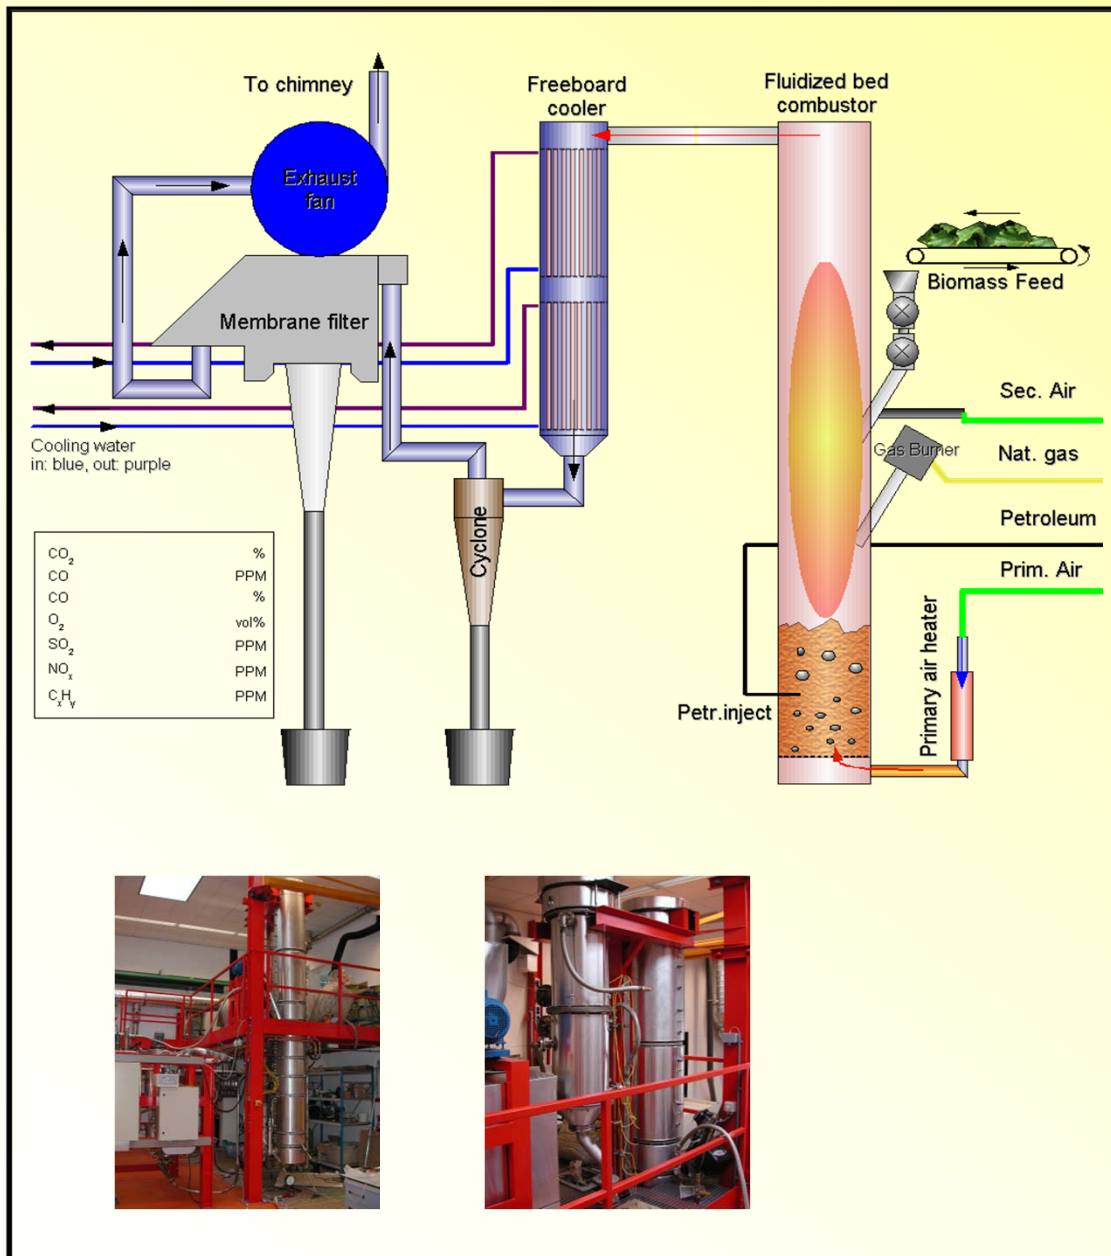 To chimney
Freeboard
cooler
Fluidized bed
combustor
Exhaust
fan
Biomass Feed
Membrane filter
Sec. Air
Cooling water
in: blue, out: purple
Gas Burner
Nat. gas
Petroleum
Cyclone
Prim. Air
CO2 %
CO PPM
CO %
O2 vol%
SO2 PPM
NOx PPM
CxHy PPM
Primary air heater
Petr.inject